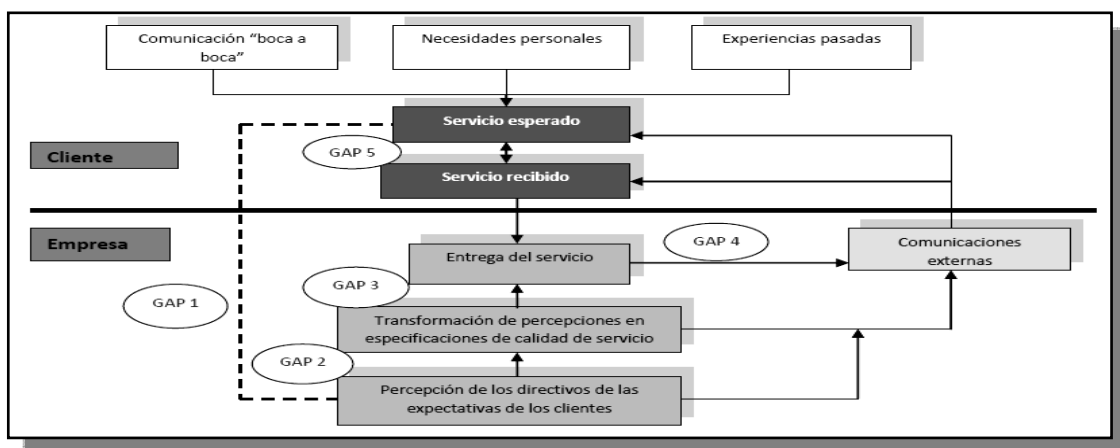 Comunicación “boca a
boca”
Necesidades personales
Experiencias pasadas
Servicio esperado
GAP 5
Cliente
Servicio recibido
Empresa
GAP 4
Comunicaciones
externas
Entrega del servicio
GAP 3
GAP 1
Transformación de percepciones en
especificaciones de calidad de servicio
GAP 2
Percepción de los directivos de las
expectativas de los clientes